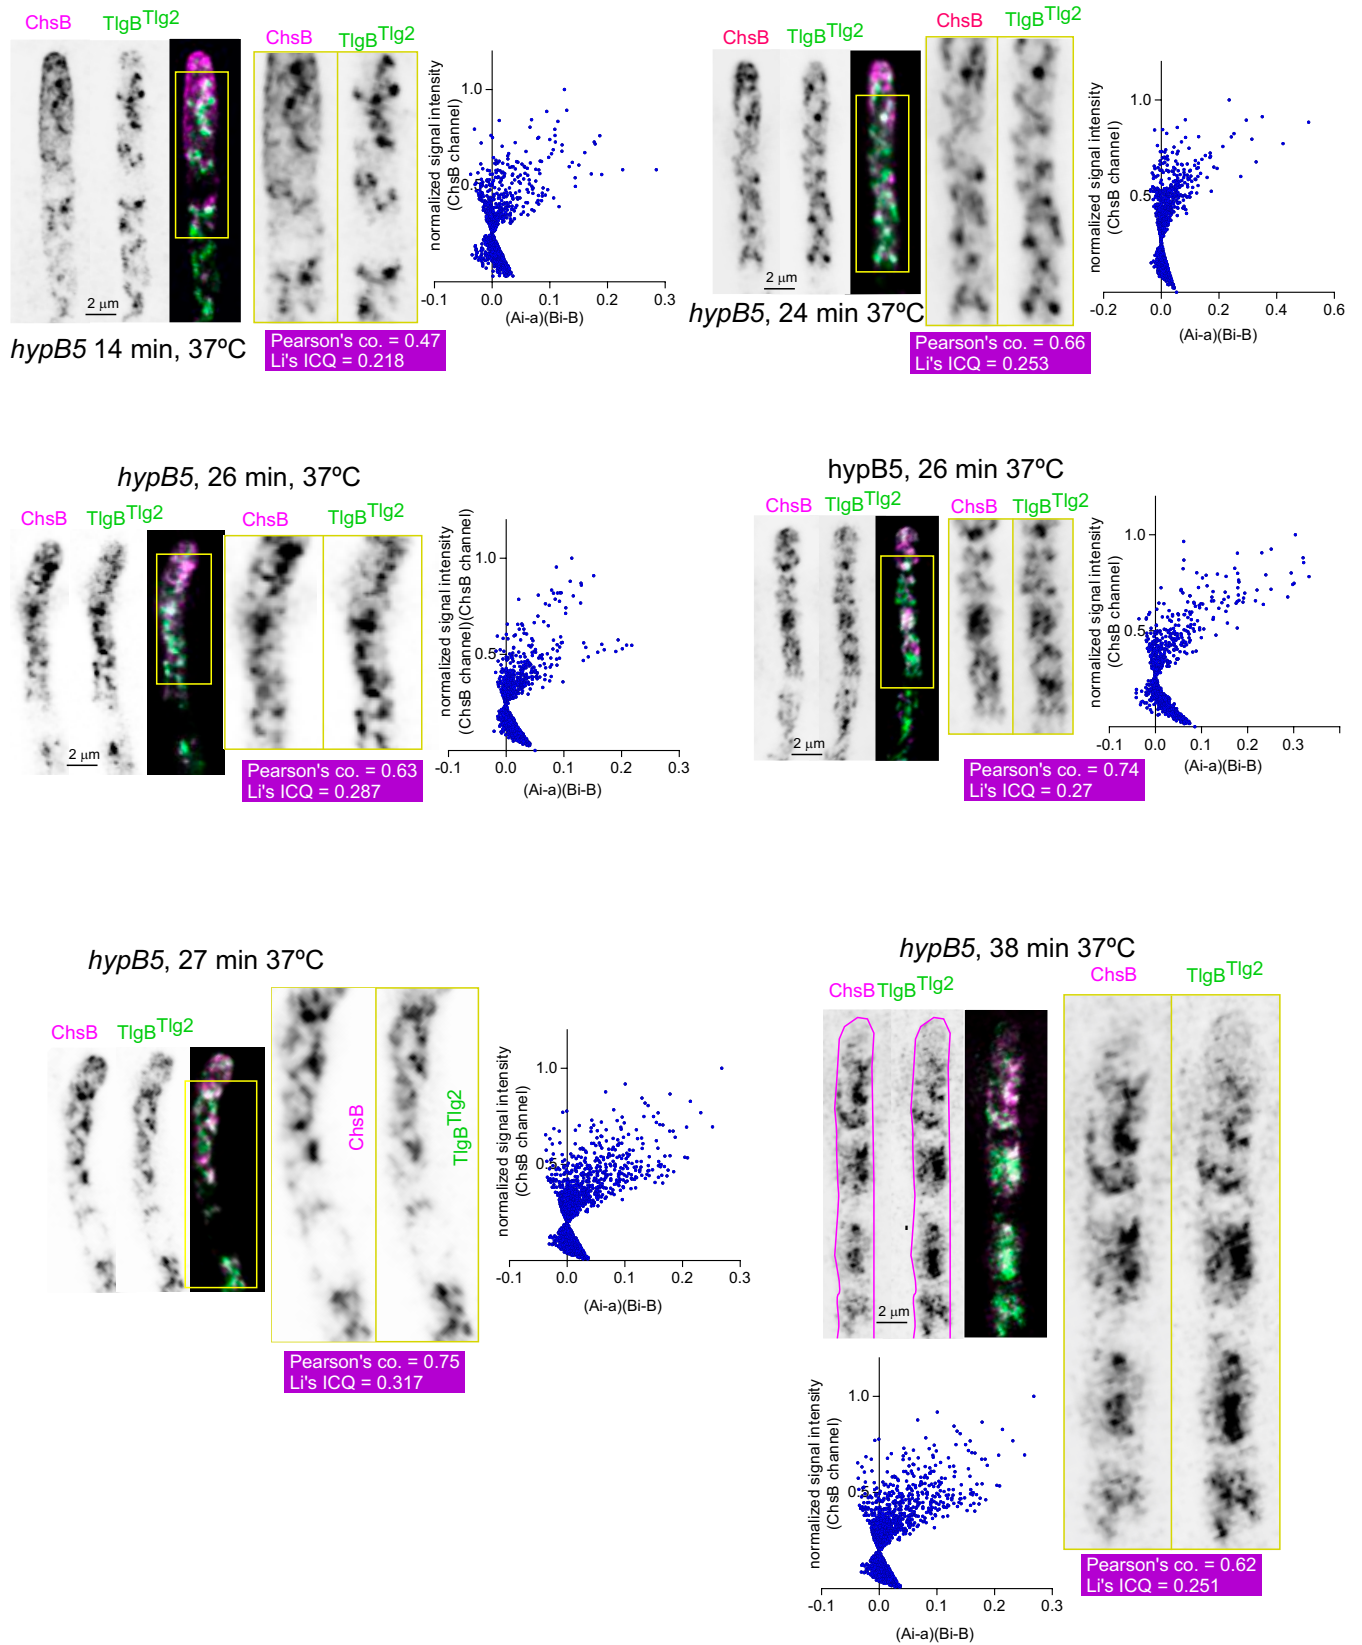 ChsB TlgBTlg2
ChsB TlgBTlg2
normalized signal intensity
(ChsB channel)
1.0
0.5
-0.1 0.0 0.1 0.2 0.3
(Ai-a)(Bi-B)
2 µm
hypB5 14 min, 37ºC
Pearson's co. = 0.47
Li's ICQ = 0.218
ChsB TlgBTlg2
ChsB TlgBTlg2
normalized signal intensity
(ChsB channel)
1.0
0.5
-0.2 0.0 0.2 0.4 0.6
(Ai-a)(Bi-B)
2 µm
hypB5, 24 min 37ºC
Pearson's co. = 0.66
Li's ICQ = 0.253
hypB5, 26 min, 37ºC
ChsB TlgBTlg2
ChsB TlgBTlg2
normalized signal intensity
(ChsB channel)(ChsB channel)
1.0
0.5
-0.1 0.0 0.1 0.2 0.3
(Ai-a)(Bi-B)
2 µm
Pearson's co. = 0.63
Li's ICQ = 0.287
hypB5, 26 min 37ºC
ChsB TlgBTlg2
ChsB TlgBTlg2
normalized signal intensity
(ChsB channel)
1.0
0.5
-0.1 0.0 0.1 0.2 0.3
(Ai-a)(Bi-B)
2 µm
Pearson's co. = 0.74
Li's ICQ = 0.27
hypB5, 27 min 37ºC
ChsB TlgBTlg2
ChsB
TlgBTlg2
normalized signal intensity
(ChsB channel)
1.0
0.5
-0.1 0.0 0.1 0.2 0.3
(Ai-a)(Bi-B)
Pearson's co. = 0.75
Li's ICQ = 0.317
hypB5, 38 min 37ºC
ChsB TlgBTlg2
ChsB TlgBTlg2
2 µm
normalized signal intensity
(ChsB channel)
1.0
0.5
-0.1 0.0 0.1 0.2 0.3
(Ai-a)(Bi-B)
Pearson's co. = 0.62
Li's ICQ = 0.251